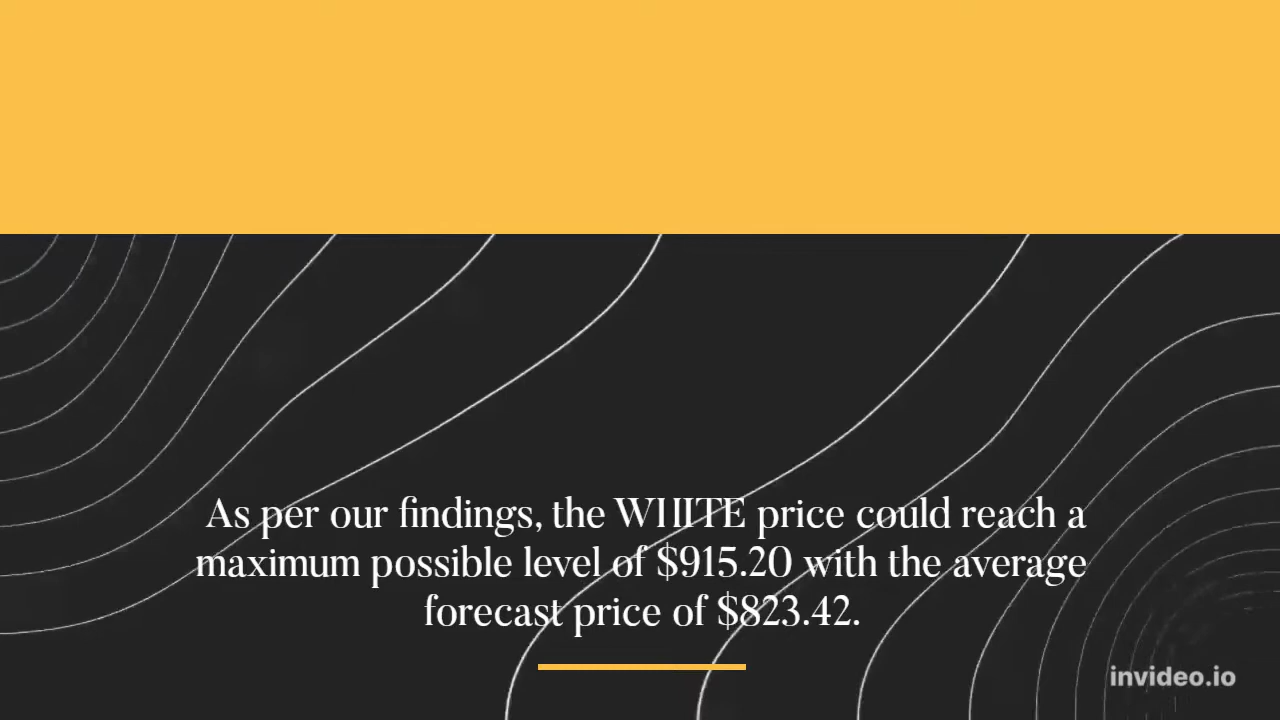 As per our findings, the WHITE price could reach a
maximum possible level of $915.20 with the average
forecast price of $823.42.
invideo.io